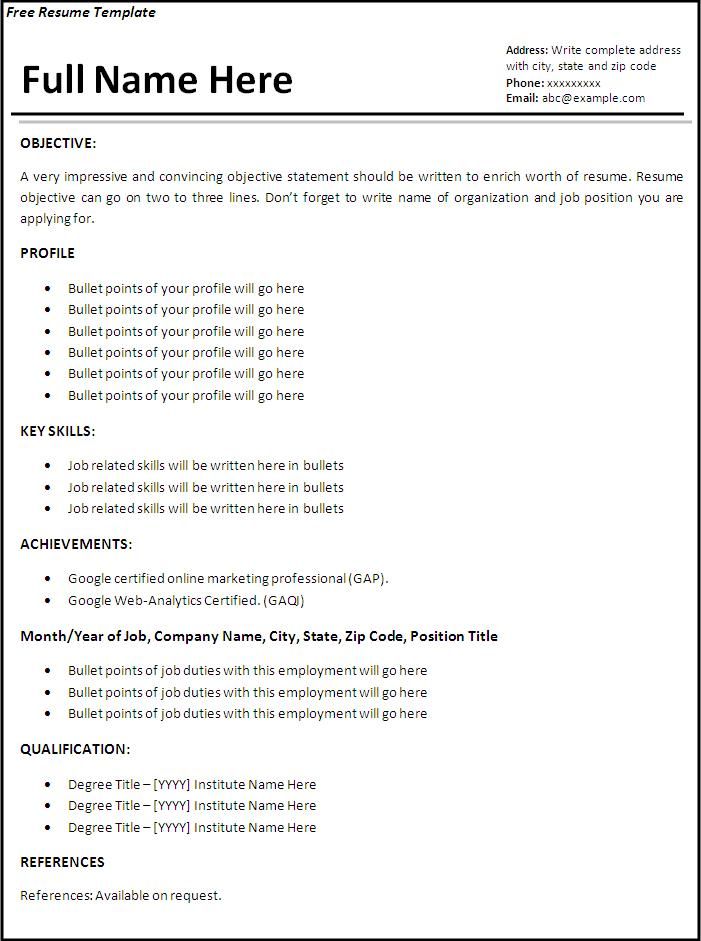 Free Resume Template
Full Name Here
Address: Write complete address
with city, state and zip code
Phone: xxxxxxxxx
Email: abc@example.com
OBJECTIVE:
A very impressive and convincing objective statement should be written to enrich worth of resume. Resume
objective can go on two to three lines. Don’t forget to write name of organization and job position you are
applying for.
PROFILE
• Bullet points of your profile will go here
• Bullet points of your profile will go here
• Bullet points of your profile will go here
• Bullet points of your profile will go here
• Bullet points of your profile will go here
• Bullet points of your profile will go here
KEY SKILLS:
• Job related skills will be written here in bullets
• Job related skills will be written here in bullets
• Job related skills will be written here in bullets
ACHIEVEMENTS:
• Google certified online marketing professional (GAP).
• Google Web-Analytics Certified. (GAQI)
Month/Year of Job, Company Name, City, State, Zip Code, Position Title
• Bullet points of job duties with this employment will go here
• Bullet points of job duties with this employment will go here
• Bullet points of job duties with this employment will go here
QUALIFICATION:
• Degree Title – [YYYY] Institute Name Here
• Degree Title – [YYYY] Institute Name Here
• Degree Title – [YYYY] Institute Name Here
REFERENCES
References: Available on request.